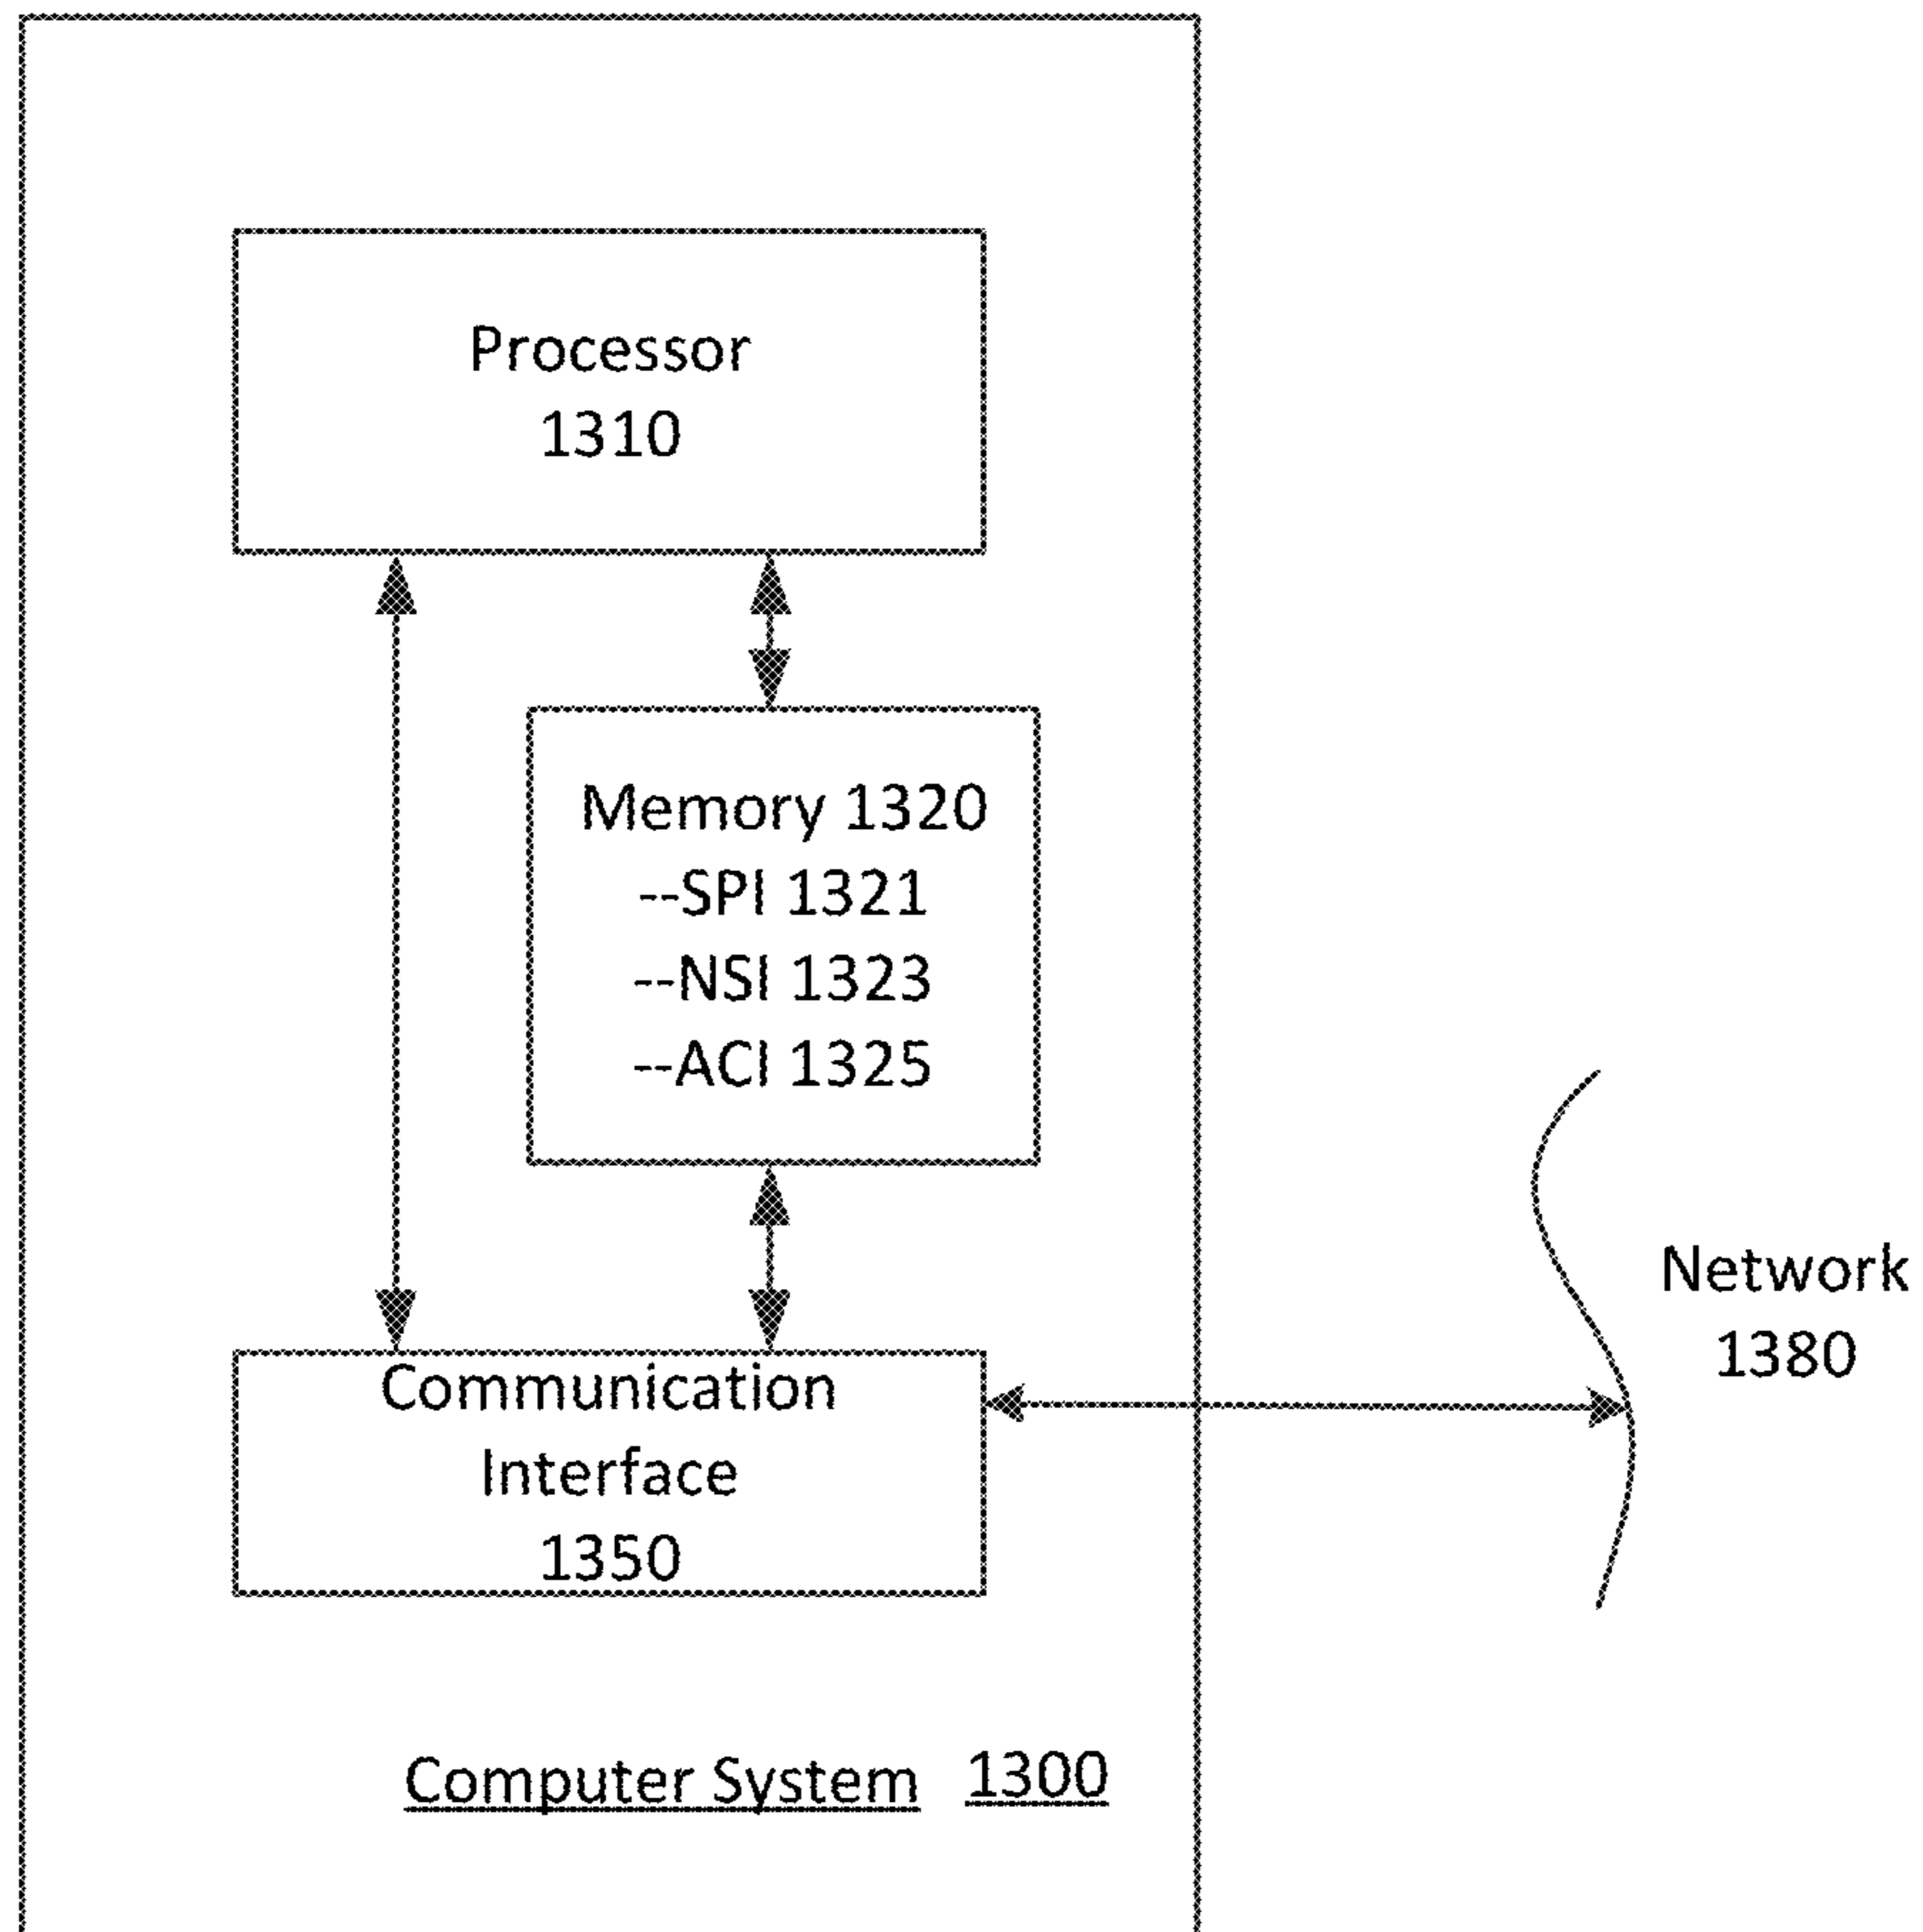 Processor
1310
Memory 1320
--SPI 1321
--NSI 1323
--ACI 1325
Network
1380
Communication
Interface
1350
Computer System 1300